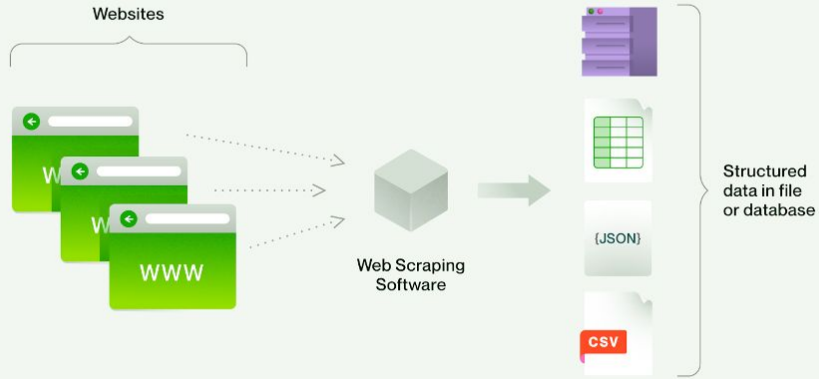 Websites
W
W
WWW
Web Scraping
Software
{JSON}
CSV
Structured
data in file
or database